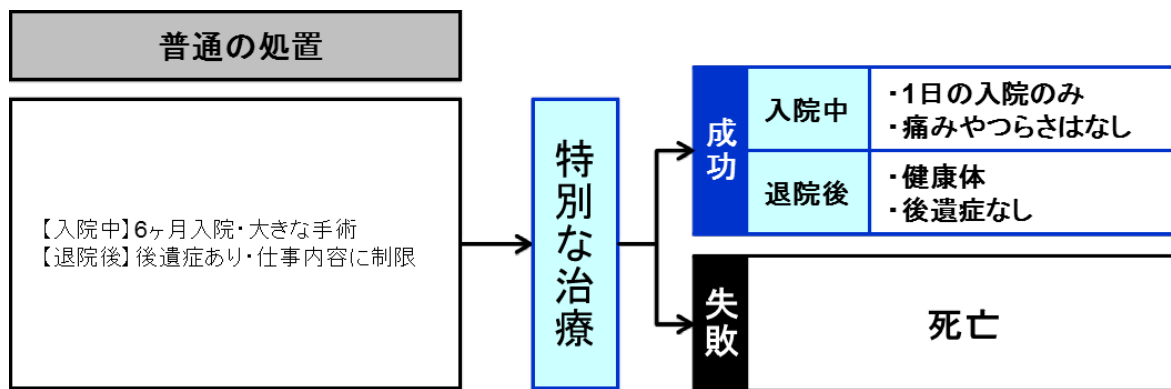 普通の処置
【入院中】6ヶ月入院・大きな手術
【退院後】後遺症あり・仕事内容に制限
特別な治療
成功
入院中
・1日の入院のみ
・痛みやつらさはなし
退院後
・健康体
・後遺症なし
失敗
死亡